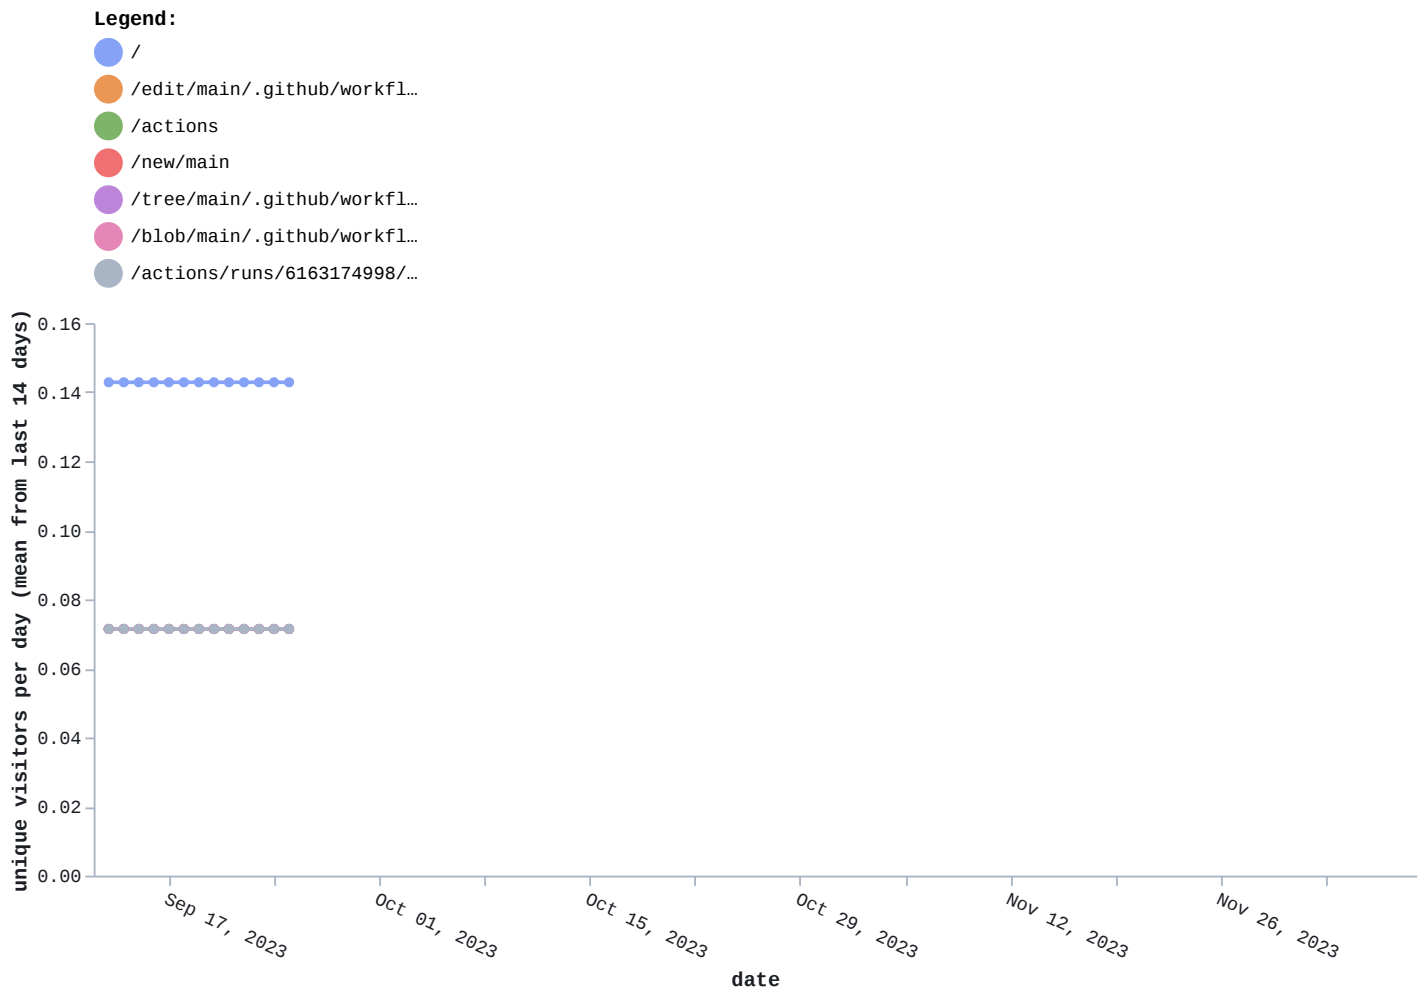 Legend:
/
/edit/main/.github/workfl…
/actions
/new/main
/tree/main/.github/workfl…
/blob/main/.github/workfl…
/actions/runs/6163174998/…
unique visitors per day (mean from last 14 days)
0.16
0.14
0.12
0.10
0.08
0.06
0.04
0.02
0.00
Sep 17, 2023
Oct 01, 2023
Oct 15, 2023
Oct 29, 2023
Nov 12, 2023
Nov 26, 2023
date